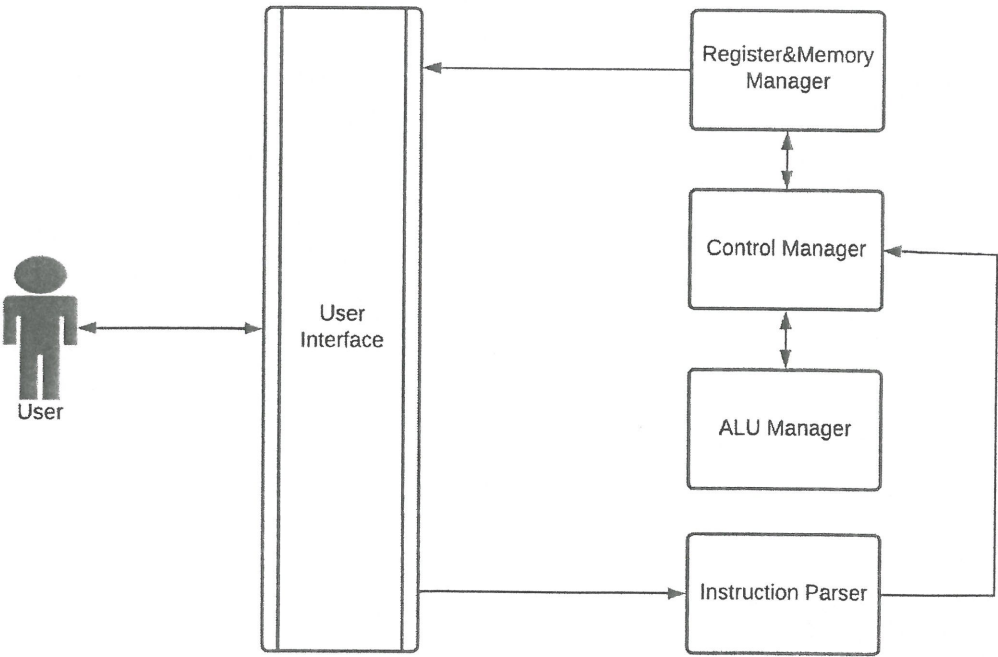 Register&Memory
Manager
Control Manager
User
Interface
User
ALU Manager
Instruction Parser